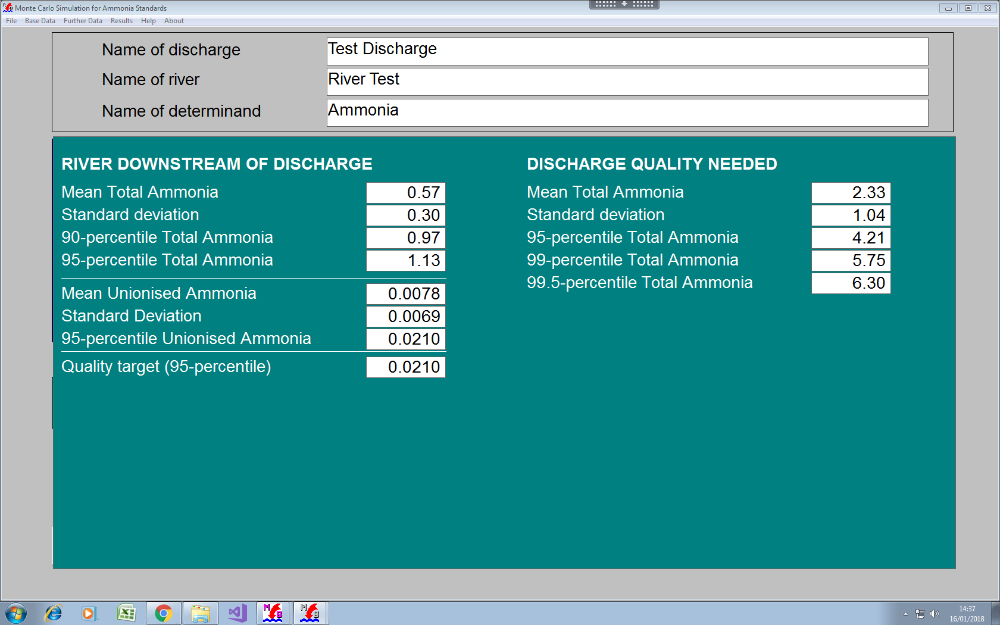 Monte Carlo Simulation for Ammonia Standards
File Base Data Further Data Results Help About
Name of discharge Test Discharge
Name of river River Test
Name of determinand Ammonia
RIVER DOWNSTREAM OF DISCHARGE
Mean Total Ammonia 0.57
Standard deviation 0.30
90-percentile Total Ammonia 0.97
95-percentile Total Ammonia 1.13
Mean Unionised Ammonia 0.0078
Standard Deviation 0.0069
95-percentile Unionised Ammonia 0.0210
Quality target (95-percentile) 0.0210
DISCHARGE QUALITY NEEDED
Mean Total Ammonia 2.33
Standard deviation 1.04
95-percentile Total Ammonia 4.21
99-percentile Total Ammonia 5.75
99.5-percentile Total Ammonia 6.30
M B
M B
14:37
16/01/2018